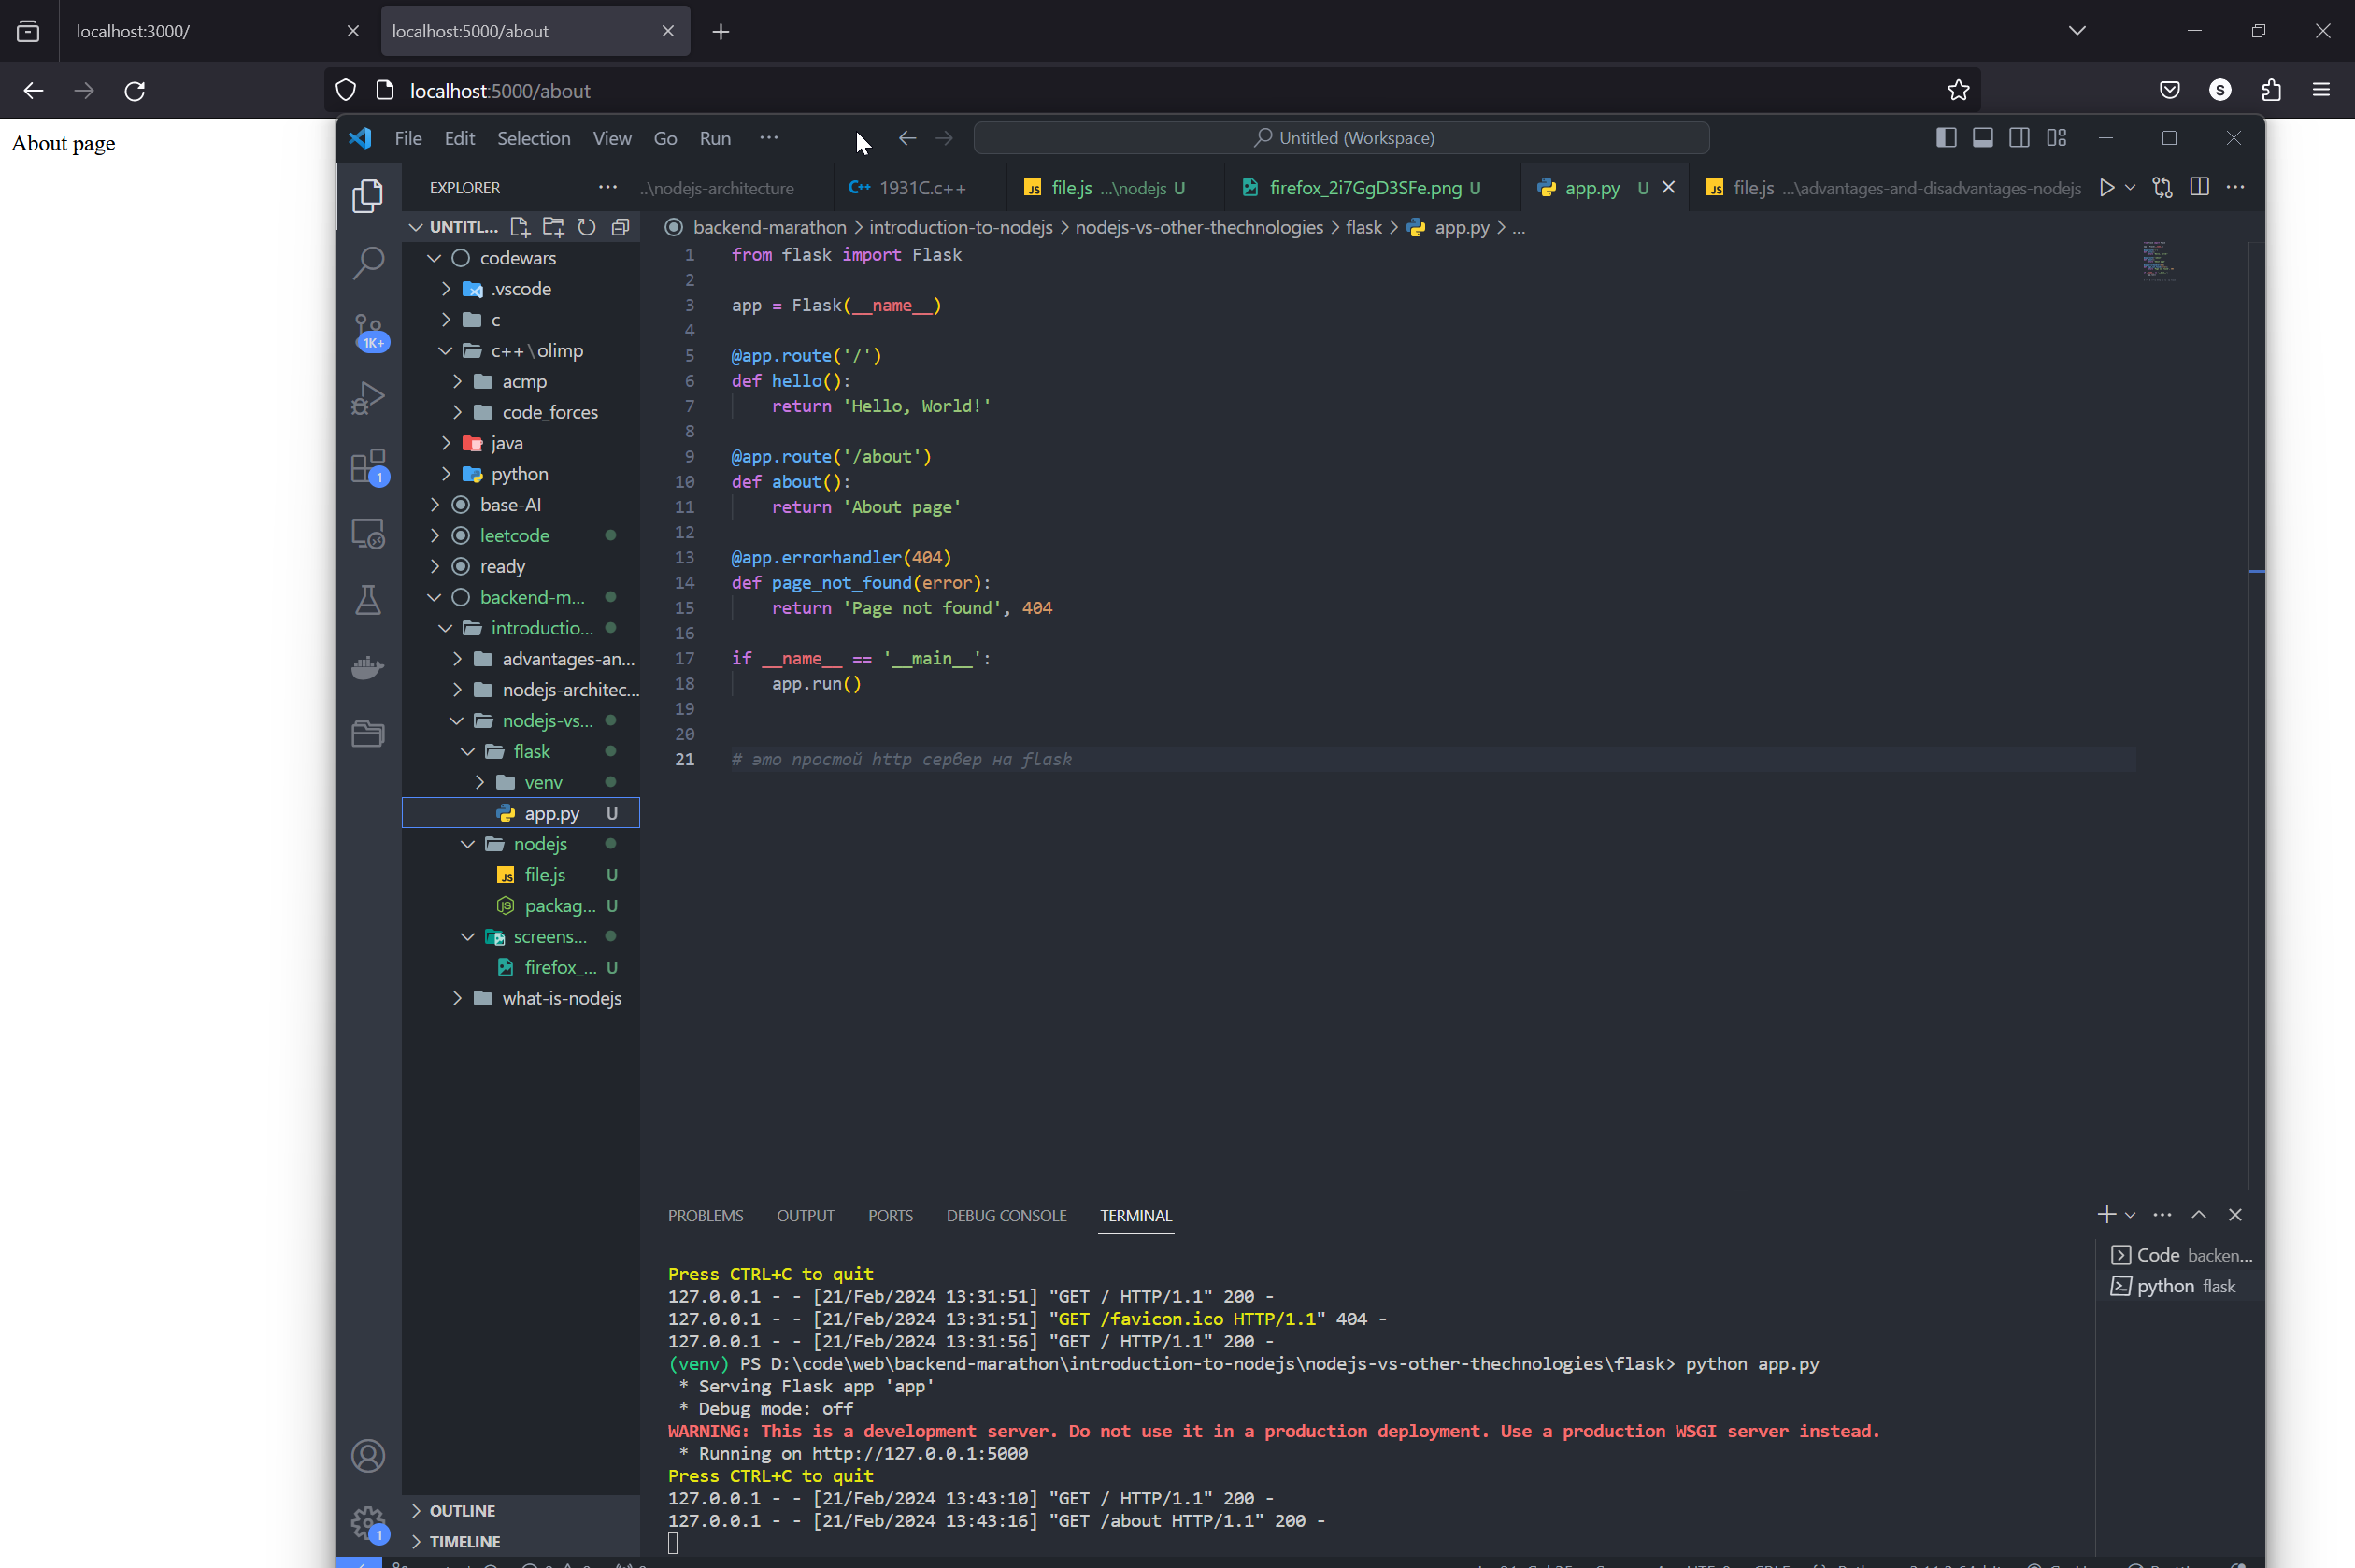 localhost:3000/
localhost:5000/about
localhost:5000/about
S
About page
File Edit Selection View Go Run
Untitled (Workspace)
EXPLORER
..\nodejs-architecture
C++ 1931C.c++
JS file.js ...\nodejs U
firefox_2i7GgD3SFe.png U
app.py U
JS file.js ...\advantages-and-disadvantages-nodejs
UNTITL...
backend-marathon > introduction-to-nodejs > nodejs-vs-other-thechnologies > flask > app.py > ...
codewars
.vscode
c
c++\olimp
acmp
code_forces
java
python
base-AI
leetcode
ready
backend-m...
introductio...
advantages-an...
nodejs-architec...
nodejs-vs...
flask
venv
app.py U
nodejs
JS file.js U
packag... U
screens...
firefox_... U
what-is-nodejs
OUTLINE
TIMELINE
1K+
1
1
1 from flask import Flask
2
3 app = Flask(__name__)
4
5 @app.route('/')
6 def hello():
7 return 'Hello, World!'
8
9 @app.route('/about')
10 def about():
11 return 'About page'
12
13 @app.errorhandler(404)
14 def page_not_found(error):
15 return 'Page not found', 404
16
17 if __name__ == '__main__':
18 app.run()
19
20
21 # это простой http сервер на flask
PROBLEMS OUTPUT PORTS DEBUG CONSOLE TERMINAL
Code backen...
python flask
Press CTRL+C to quit
127.0.0.1 - - [21/Feb/2024 13:31:51] "GET / HTTP/1.1" 200 -
127.0.0.1 - - [21/Feb/2024 13:31:51] "GET /favicon.ico HTTP/1.1" 404 -
127.0.0.1 - - [21/Feb/2024 13:31:56] "GET / HTTP/1.1" 200 -
(venv) PS D:\code\web\backend-marathon\introduction-to-nodejs\nodejs-vs-other-thechnologies\flask> python app.py
* Serving Flask app 'app'
* Debug mode: off
WARNING: This is a development server. Do not use it in a production deployment. Use a production WSGI server instead.
* Running on http://127.0.0.1:5000
Press CTRL+C to quit
127.0.0.1 - - [21/Feb/2024 13:43:10] "GET / HTTP/1.1" 200 -
127.0.0.1 - - [21/Feb/2024 13:43:16] "GET /about HTTP/1.1" 200 -